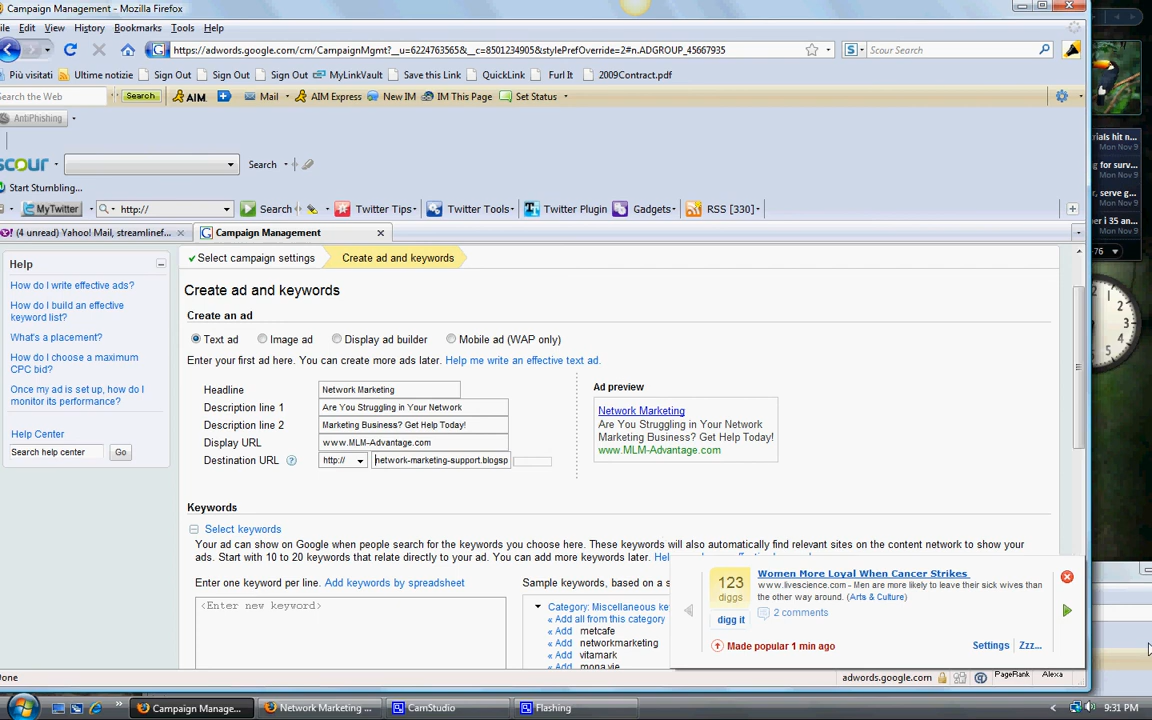 Campaign Management - Mozilla Firefox
Edit View History Bookmarks Tools Help
https://adwords.google.com/cm/CampaignMgmt?__u=6224763565&__c=8501234905&stylePrefOverride=2#n.ADGROUP_45667935
Scour Search
Più visitati Ultime notizie Sign Out Sign Out Sign Out MyLinkVault Save this Link QuickLink Furl It 2009Contract.pdf
Search the Web Search AIM Mail AIM Express New IM IM This Page Set Status
AntiPhishing
scour Search
Start Stumbling...
MyTwitter http:// Search Twitter Tips Twitter Tools Twitter Plugin Gadgets RSS [330]
(4 unread) Yahoo! Mail, streamlinef... Campaign Management
Help
How do I write effective ads?
How do I build an effective
keyword list?
What's a placement?
How do I choose a maximum
CPC bid?
Once my ad is set up, how do I
monitor its performance?
Help Center
Search help center Go
Select campaign settings Create ad and keywords
Create ad and keywords
Create an ad
Text ad Image ad Display ad builder Mobile ad (WAP only)
Enter your first ad here. You can create more ads later. Help me write an effective text ad.
Headline Network Marketing
Description line 1 Are You Struggling in Your Network
Description line 2 Marketing Business? Get Help Today!
Display URL www.MLM-Advantage.com
Destination URL ? http:// network-marketing-support.blogsp
Ad preview
Network Marketing
Are You Struggling in Your Network
Marketing Business? Get Help Today!
www.MLM-Advantage.com
Keywords
Select keywords
Your ad can show on Google when people search for the keywords you choose here. These keywords will also automatically find relevant sites on the content network to show your
ads. Start with 10 to 20 keywords that relate directly to your ad. You can add more keywords later.
Enter one keyword per line. Add keywords by spreadsheet
<Enter new keyword>
Sample keywords, based on a s
Category: Miscellaneous ke
« Add all from this category
« Add metcafe
« Add networkmarketing
« Add vitamark
« Add mona vie
123
diggs
digg it
Women More Loyal When Cancer Strikes
www.livescience.com - Men are more likely to leave their sick wives than
the other way around. (Arts & Culture)
2 comments
Made popular 1 min ago
Settings Zzz...
adwords.google.com PageRank Alexa
Campaign Manage... Network Marketing ... CamStudio Flashing
9:31 PM
Mon Nov 9
Mon Nov 9
Mon Nov 9
Mon Nov 9